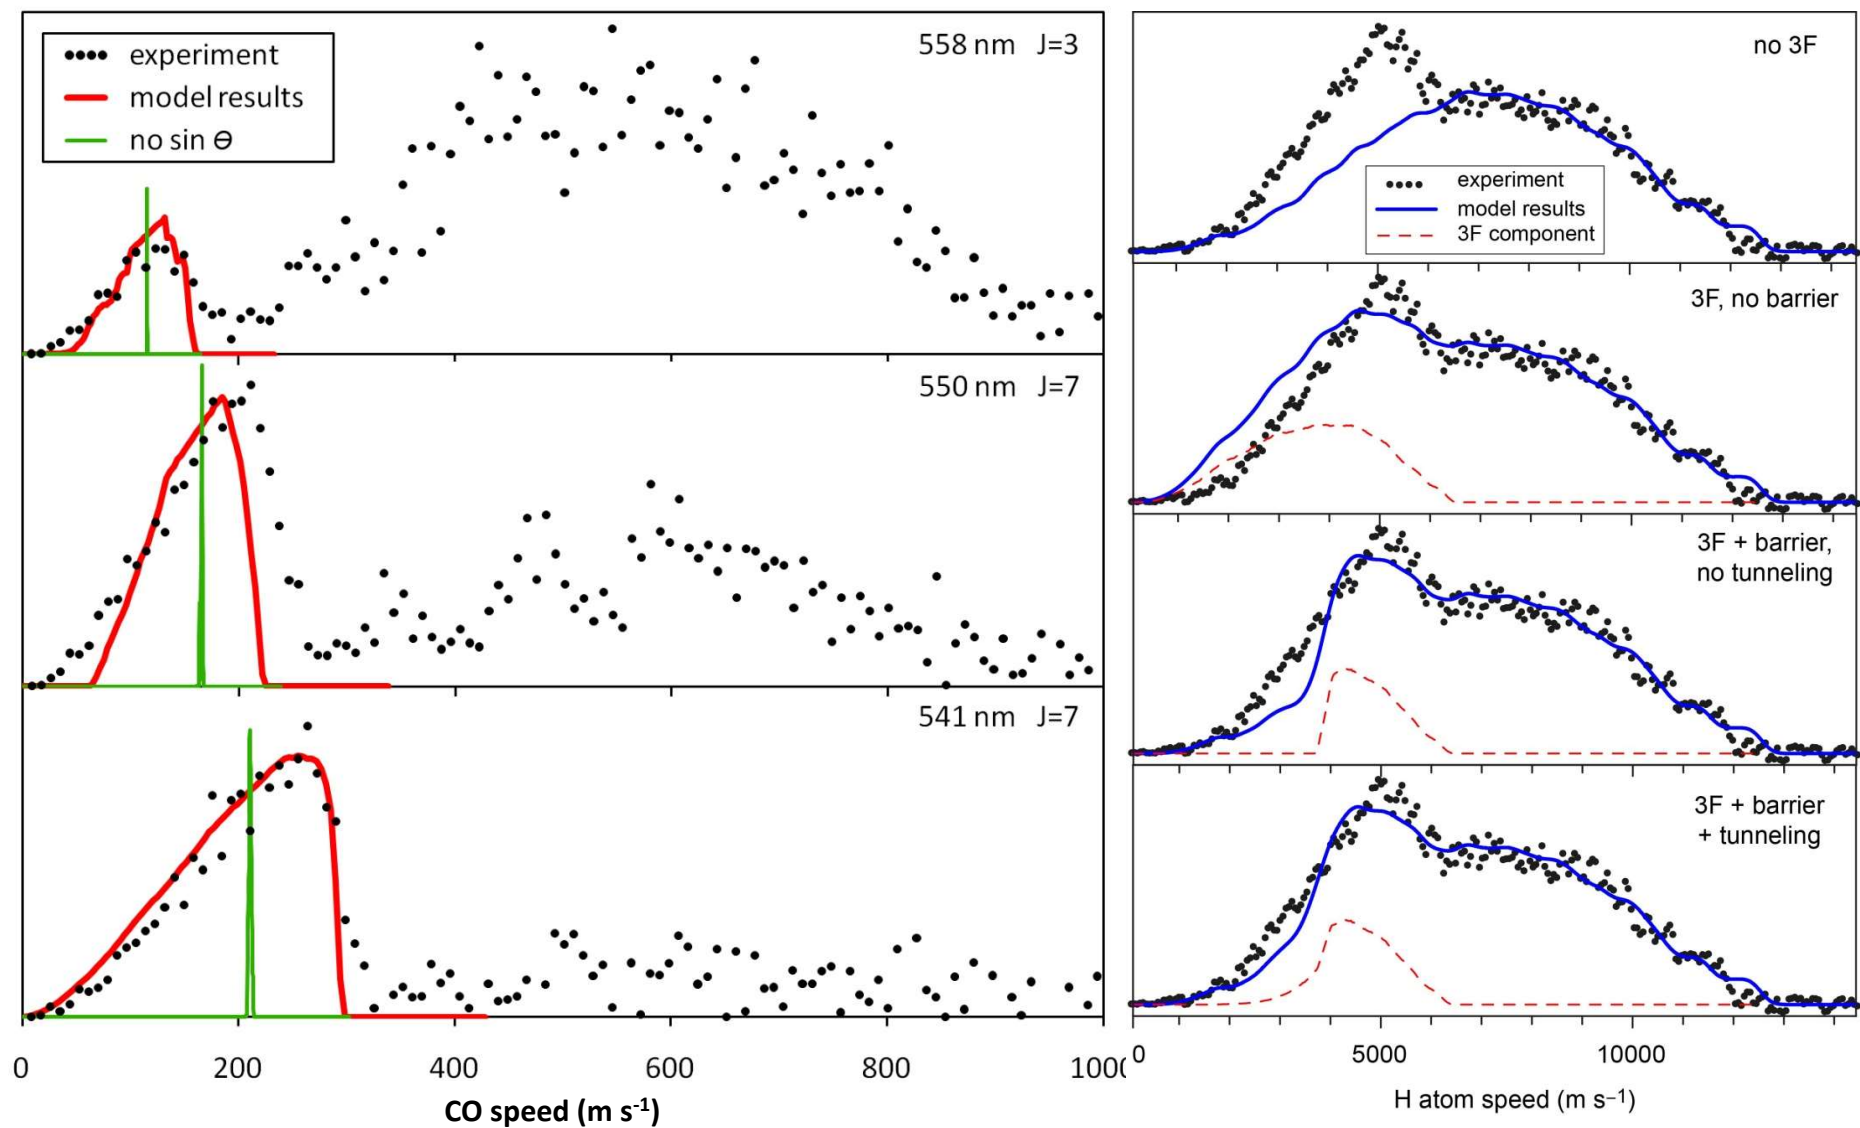 experiment
model results
no sin Θ
558 nm J=3
550 nm J=7
541 nm J=7
0
200
400
600
800
1000
CO speed (m s-1)
no 3F
experiment
model results
3F component
3F, no barrier
3F + barrier,
no tunneling
3F + barrier
+ tunneling
0
5000
10000
H atom speed (m s−1)